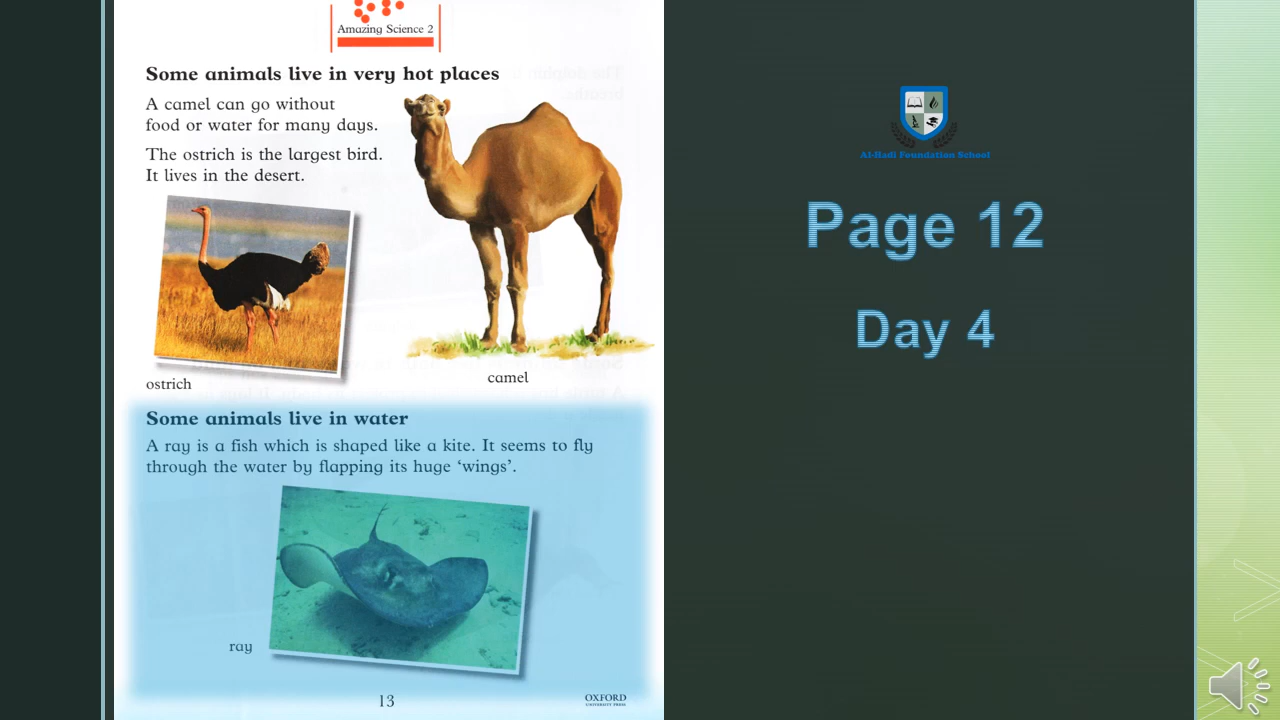 Amazing Science 2
Some animals live in very hot places
A camel can go without
food or water for many days.
The ostrich is the largest bird.
It lives in the desert.
ostrich
camel
Some animals live in water
A ray is a fish which is shaped like a kite. It seems to fly
through the water by flapping its huge ‘wings’.
ray
13
OXFORD
UNIVERSITY PRESS
Al-Hadi Foundation School
Page 12
Day 4